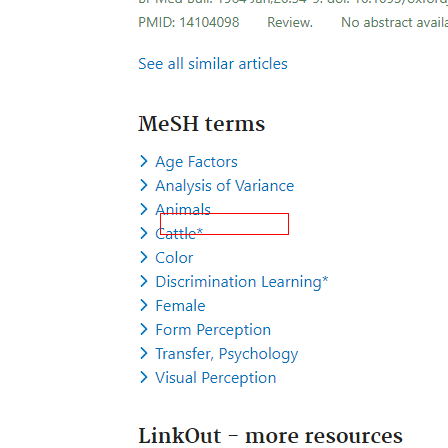 PMID: 14104098 Review. No abstract
See all similar articles
MeSH terms
Age Factors
Analysis of Variance
Animals
Cattle*
Color
Discrimination Learning*
Female
Form Perception
Transfer, Psychology
Visual Perception
LinkOut - more resources